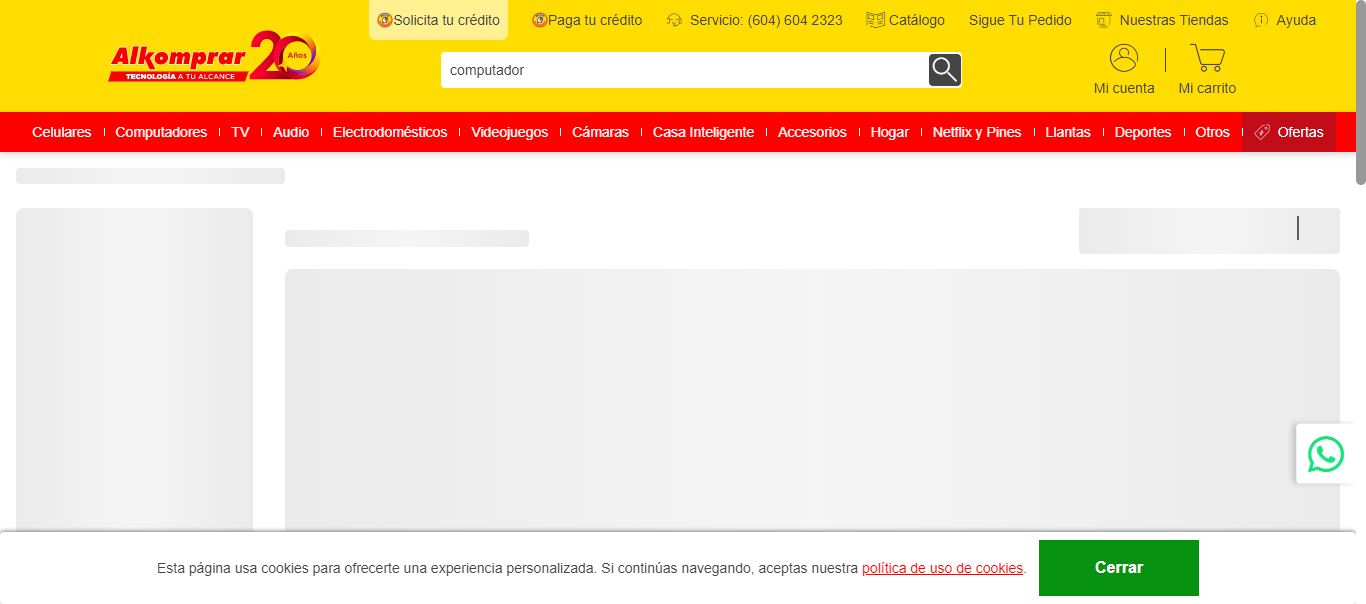 Solicita tu crédito
Paga tu crédito
Servicio: (604) 604 2323
Catálogo
Sigue Tu Pedido
Nuestras Tiendas
Ayuda
Alkomprar 20 Años
TECNOLOGÍA A TU ALCANCE
computador
Mi cuenta
Mi carrito
Celulares
Computadores
TV
Audio
Electrodomésticos
Videojuegos
Cámaras
Casa Inteligente
Accesorios
Hogar
Netflix y Pines
Llantas
Deportes
Otros
Ofertas
Esta página usa cookies para ofrecerte una experiencia personalizada. Si continúas navegando, aceptas nuestra política de uso de cookies.
Cerrar